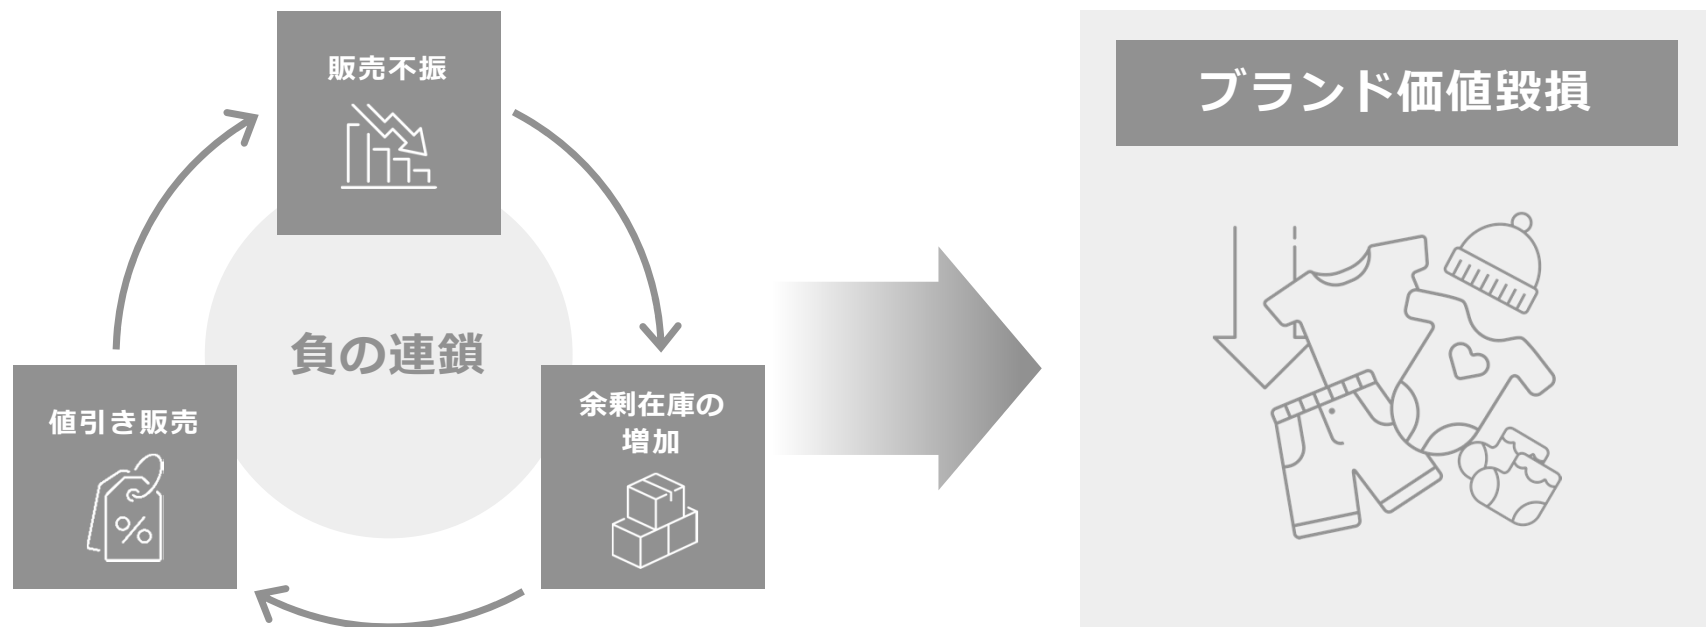 販売不振
負の連鎖
値引き販売
余剰在庫の
増加
%
ブランド価値毀損